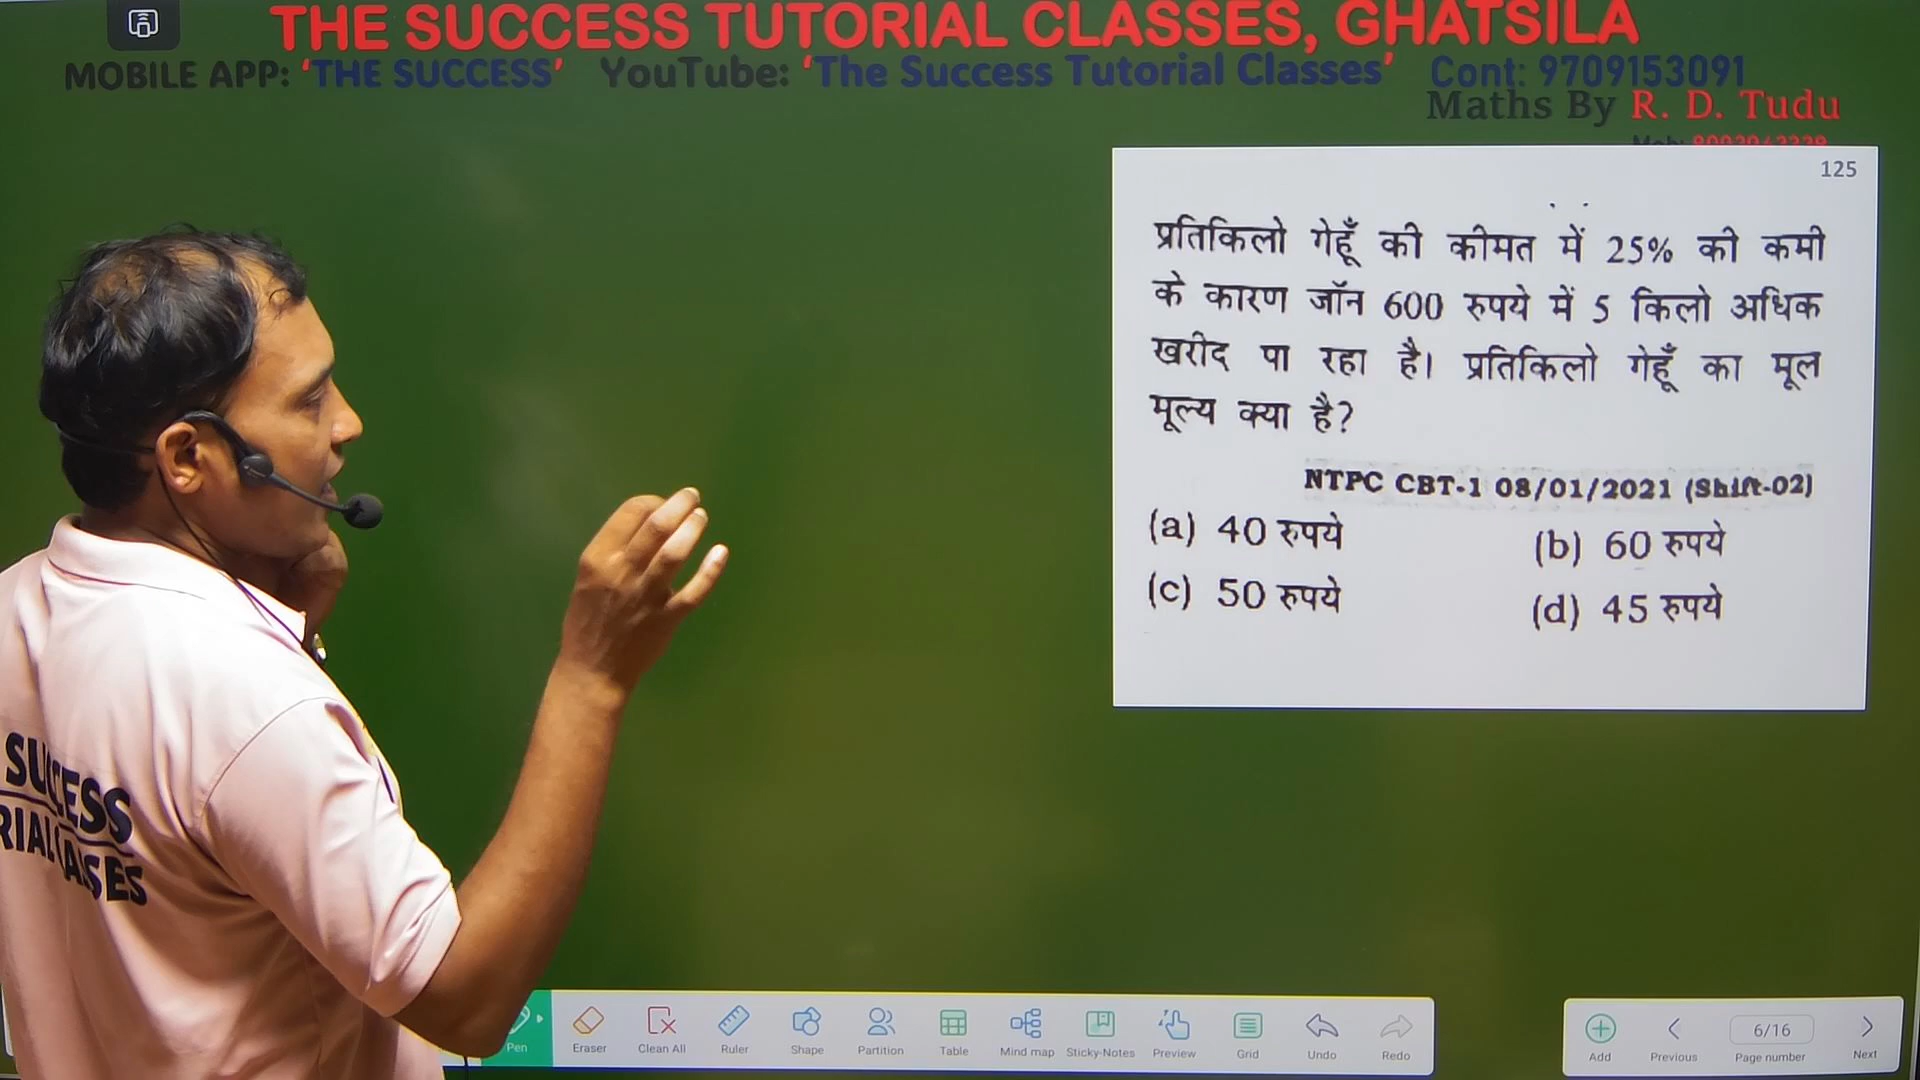 THE SUCCESS TUTORIAL CLASSES, GHATSILA
MOBILE APP: ‘THE SUCCESS’ YouTube: ‘The Success Tutorial Classes’ Cont: 9709153091
Maths By R. D. Tudu
125
प्रतिकिलो गेहूँ की कीमत में 25% की कमी
के कारण जॉन 600 रुपये में 5 किलो अधिक
खरीद पा रहा है। प्रतिकिलो गेहूँ का मूल
मूल्य क्या है?
NTPC CBT-1 08/01/2021 (Shift-02)
(a) 40 रुपये (b) 60 रुपये
(c) 50 रुपये (d) 45 रुपये
Pen Eraser Clean All Ruler Shape Partition Table Mind map Sticky-Notes Preview Grid Undo Redo
Add Previous 6/16 Page number Next